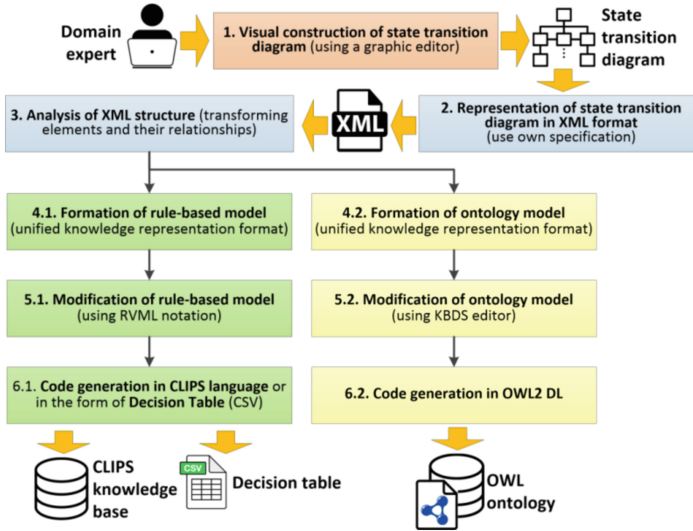 Domain
expert
1. Visual construction of state transition
diagram (using a graphic editor)
State
transition
diagram
3. Analysis of XML structure (transforming
elements and their relationships)
XML
2. Representation of state transition
diagram in XML format
(use own specification)
4.1. Formation of rule-based model
(unified knowledge representation format)
4.2. Formation of ontology model
(unified knowledge representation format)
5.1. Modification of rule-based model
(using RVML notation)
5.2. Modification of ontology model
(using KBDS editor)
6.1. Code generation in CLIPS language or
in the form of Decision Table (CSV)
6.2. Code generation in OWL2 DL
CLIPS
knowledge
base
CSV
Decision table
OWL
ontology